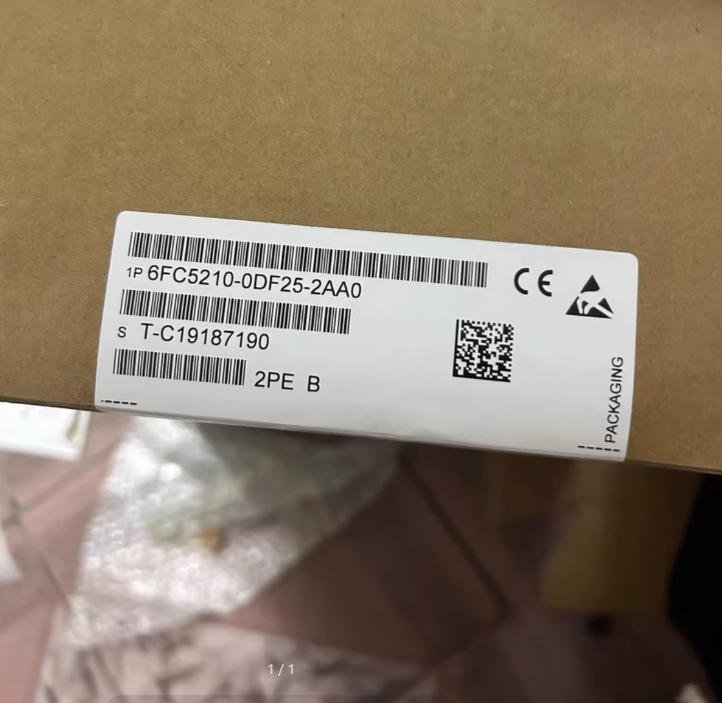 1P 6FC5210-0DF25-2AA0
S T-C19187190
2PE B
CE
PACKAGING
1/1